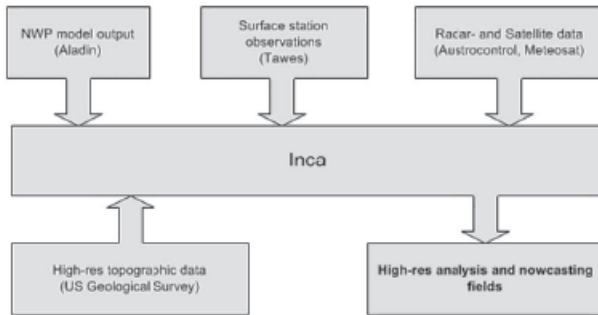 NWP model output
(Aladin)
Surface station
observations
(Tawes)
Racar- and Satellite data
(Austrocontrol, Meteosat)
Inca
High-res topographic data
(US Geological Survey)
High-res analysis and nowcasting
fields